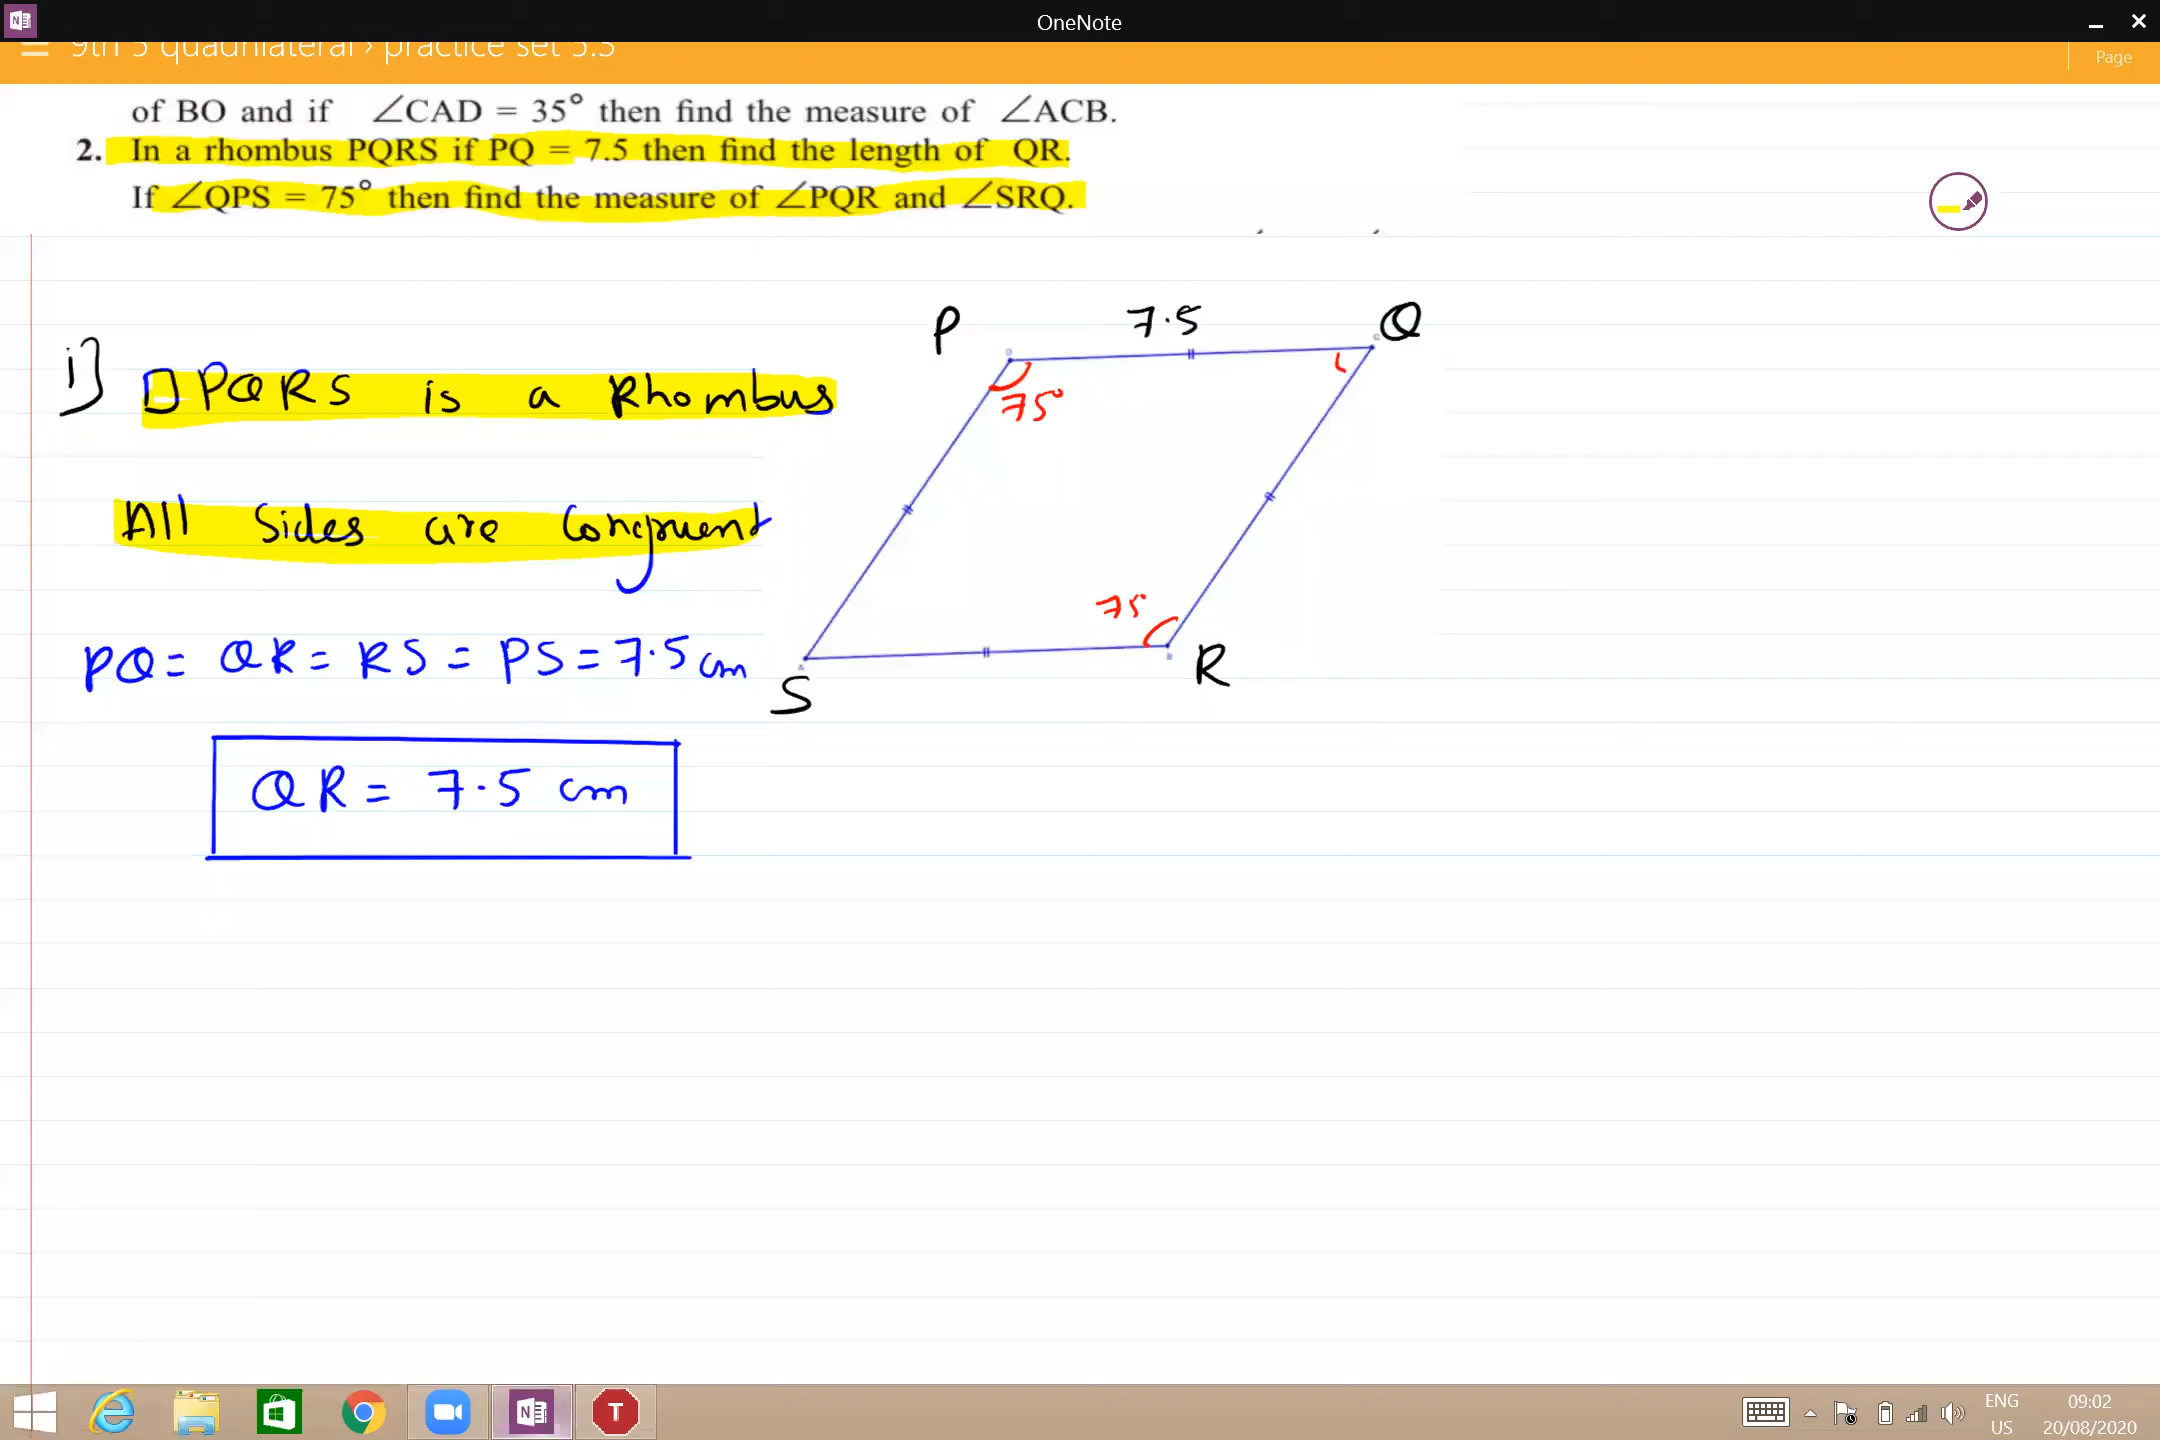 OneNote
9th 5 quadrilateral › practice set 5.3
Page
of BO and if ∠CAD = 35° then find the measure of ∠ACB.
2. In a rhombus PQRS if PQ = 7.5 then find the length of QR.
If ∠QPS = 75° then find the measure of ∠PQR and ∠SRQ.
P 7.5 Q
i] □PQRS is a Rhombus
75°
All sides are congruent
75
PQ = QR = RS = PS = 7.5 cm
R
S
QR = 7.5 cm
T
ENG
US
09:02
20/08/2020